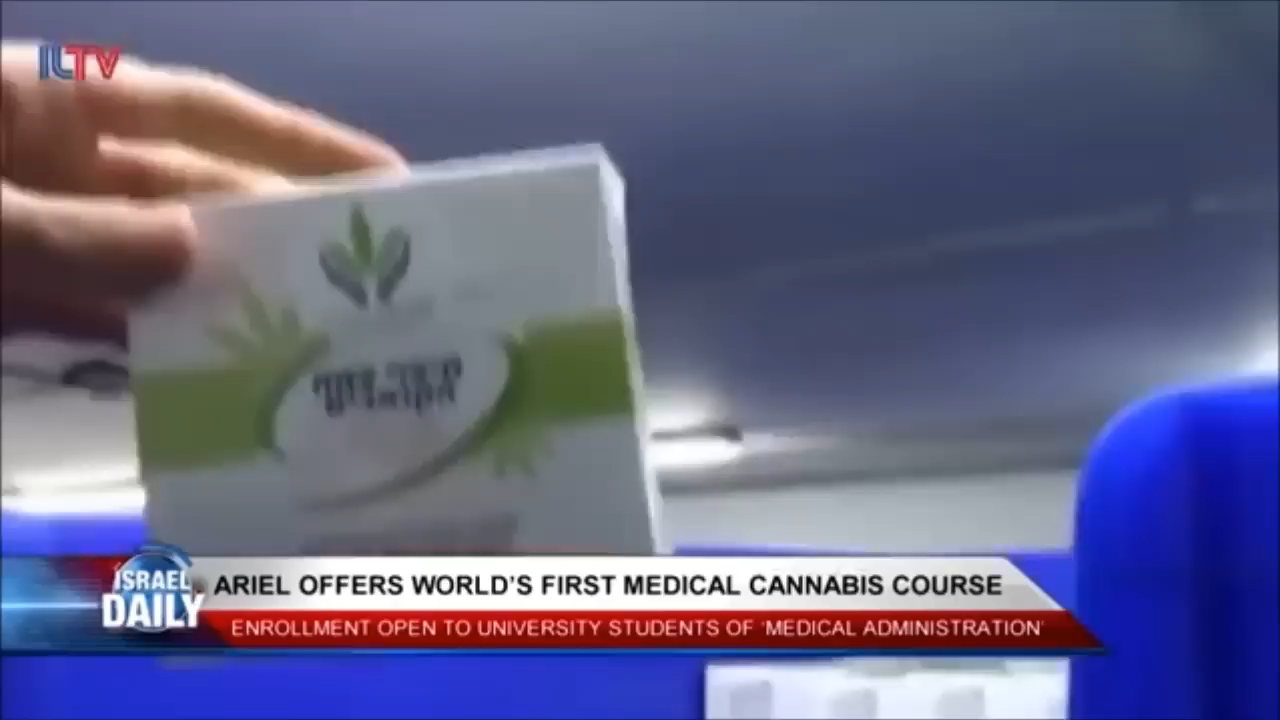 ILTV
ISRAEL
DAILY
ARIEL OFFERS WORLD'S FIRST MEDICAL CANNABIS COURSE
ENROLLMENT OPEN TO UNIVERSITY STUDENTS OF 'MEDICAL ADMINISTRATION'